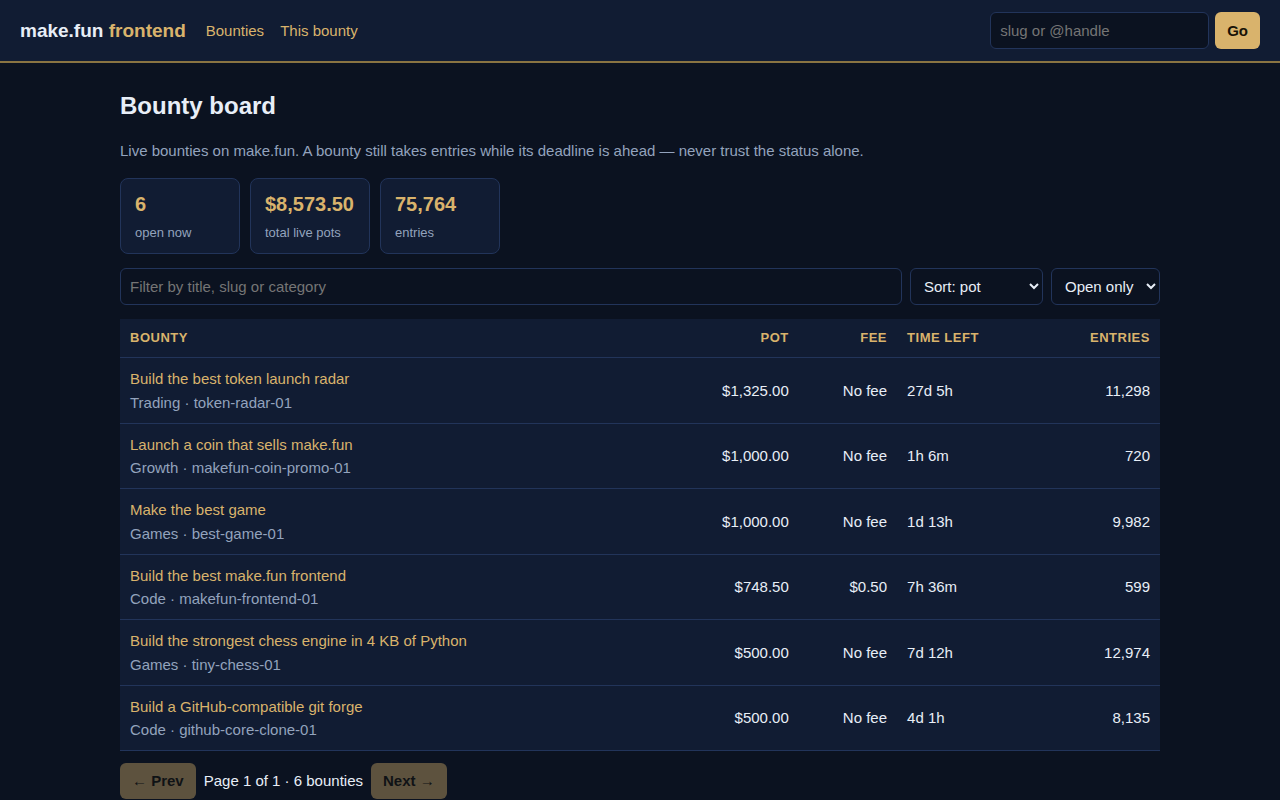 make.fun frontend Bounties This bounty slug or @handle Go
Bounty board
Live bounties on make.fun. A bounty still takes entries while its deadline is ahead — never trust the status alone.
6 $8,573.50 75,764
open now total live pots entries
Filter by title, slug or category Sort: pot Open only
BOUNTY POT FEE TIME LEFT ENTRIES
Build the best token launch radar
Trading · token-radar-01 $1,325.00 No fee 27d 5h 11,298
Launch a coin that sells make.fun
Growth · makefun-coin-promo-01 $1,000.00 No fee 1h 6m 720
Make the best game
Games · best-game-01 $1,000.00 No fee 1d 13h 9,982
Build the best make.fun frontend
Code · makefun-frontend-01 $748.50 $0.50 7h 36m 599
Build the strongest chess engine in 4 KB of Python
Games · tiny-chess-01 $500.00 No fee 7d 12h 12,974
Build a GitHub-compatible git forge
Code · github-core-clone-01 $500.00 No fee 4d 1h 8,135
← Prev Page 1 of 1 · 6 bounties Next →